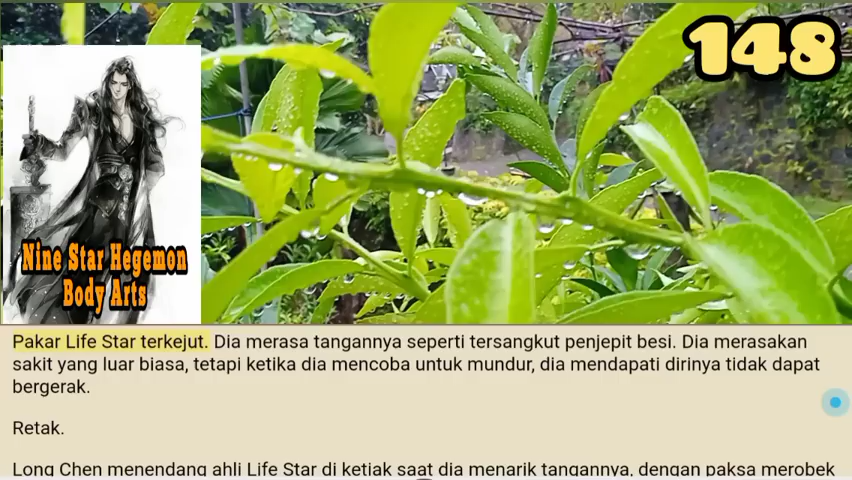 148
Nine Star Hegemon
Body Arts
Pakar Life Star terkejut. Dia merasa tangannya seperti tersangkut penjepit besi. Dia merasakan
sakit yang luar biasa, tetapi ketika dia mencoba untuk mundur, dia mendapati dirinya tidak dapat
bergerak.
Retak.
Long Chen menendang ahli Life Star di ketiak saat dia menarik tangannya, dengan paksa merobek